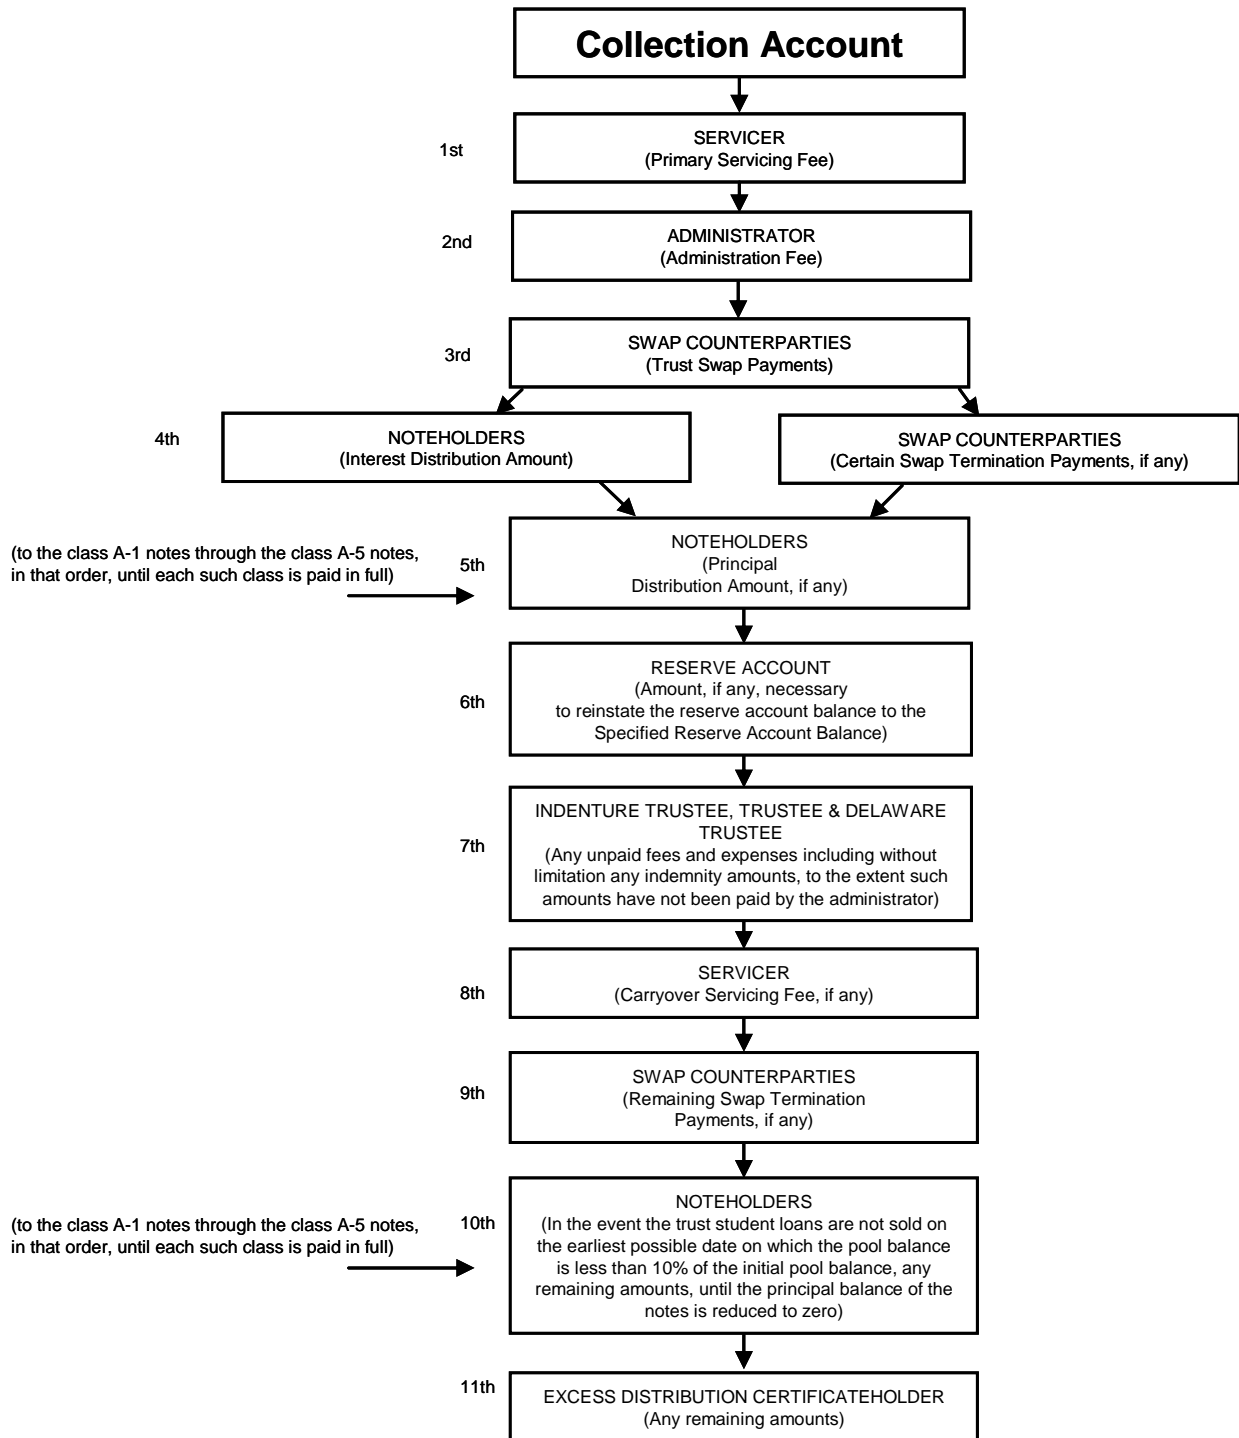 Collection Account
1st
SERVICER
(Primary Servicing Fee)
2nd
ADMINISTRATOR
(Administration Fee)
3rd
SWAP COUNTERPARTIES
(Trust Swap Payments)
4th
NOTEHOLDERS
(Interest Distribution Amount)
SWAP COUNTERPARTIES
(Certain Swap Termination Payments, if any)
(to the class A-1 notes through the class A-5 notes,
in that order, until each such class is paid in full)
5th
NOTEHOLDERS
(Principal
Distribution Amount, if any)
6th
RESERVE ACCOUNT
(Amount, if any, necessary
to reinstate the reserve account balance to the
Specified Reserve Account Balance)
7th
INDENTURE TRUSTEE, TRUSTEE & DELAWARE
TRUSTEE
(Any unpaid fees and expenses including without
limitation any indemnity amounts, to the extent such
amounts have not been paid by the administrator)
8th
SERVICER
(Carryover Servicing Fee, if any)
9th
SWAP COUNTERPARTIES
(Remaining Swap Termination
Payments, if any)
(to the class A-1 notes through the class A-5 notes,
in that order, until each such class is paid in full)
10th
NOTEHOLDERS
(In the event the trust student loans are not sold on
the earliest possible date on which the pool balance
is less than 10% of the initial pool balance, any
remaining amounts, until the principal balance of the
notes is reduced to zero)
11th
EXCESS DISTRIBUTION CERTIFICATEHOLDER
(Any remaining amounts)